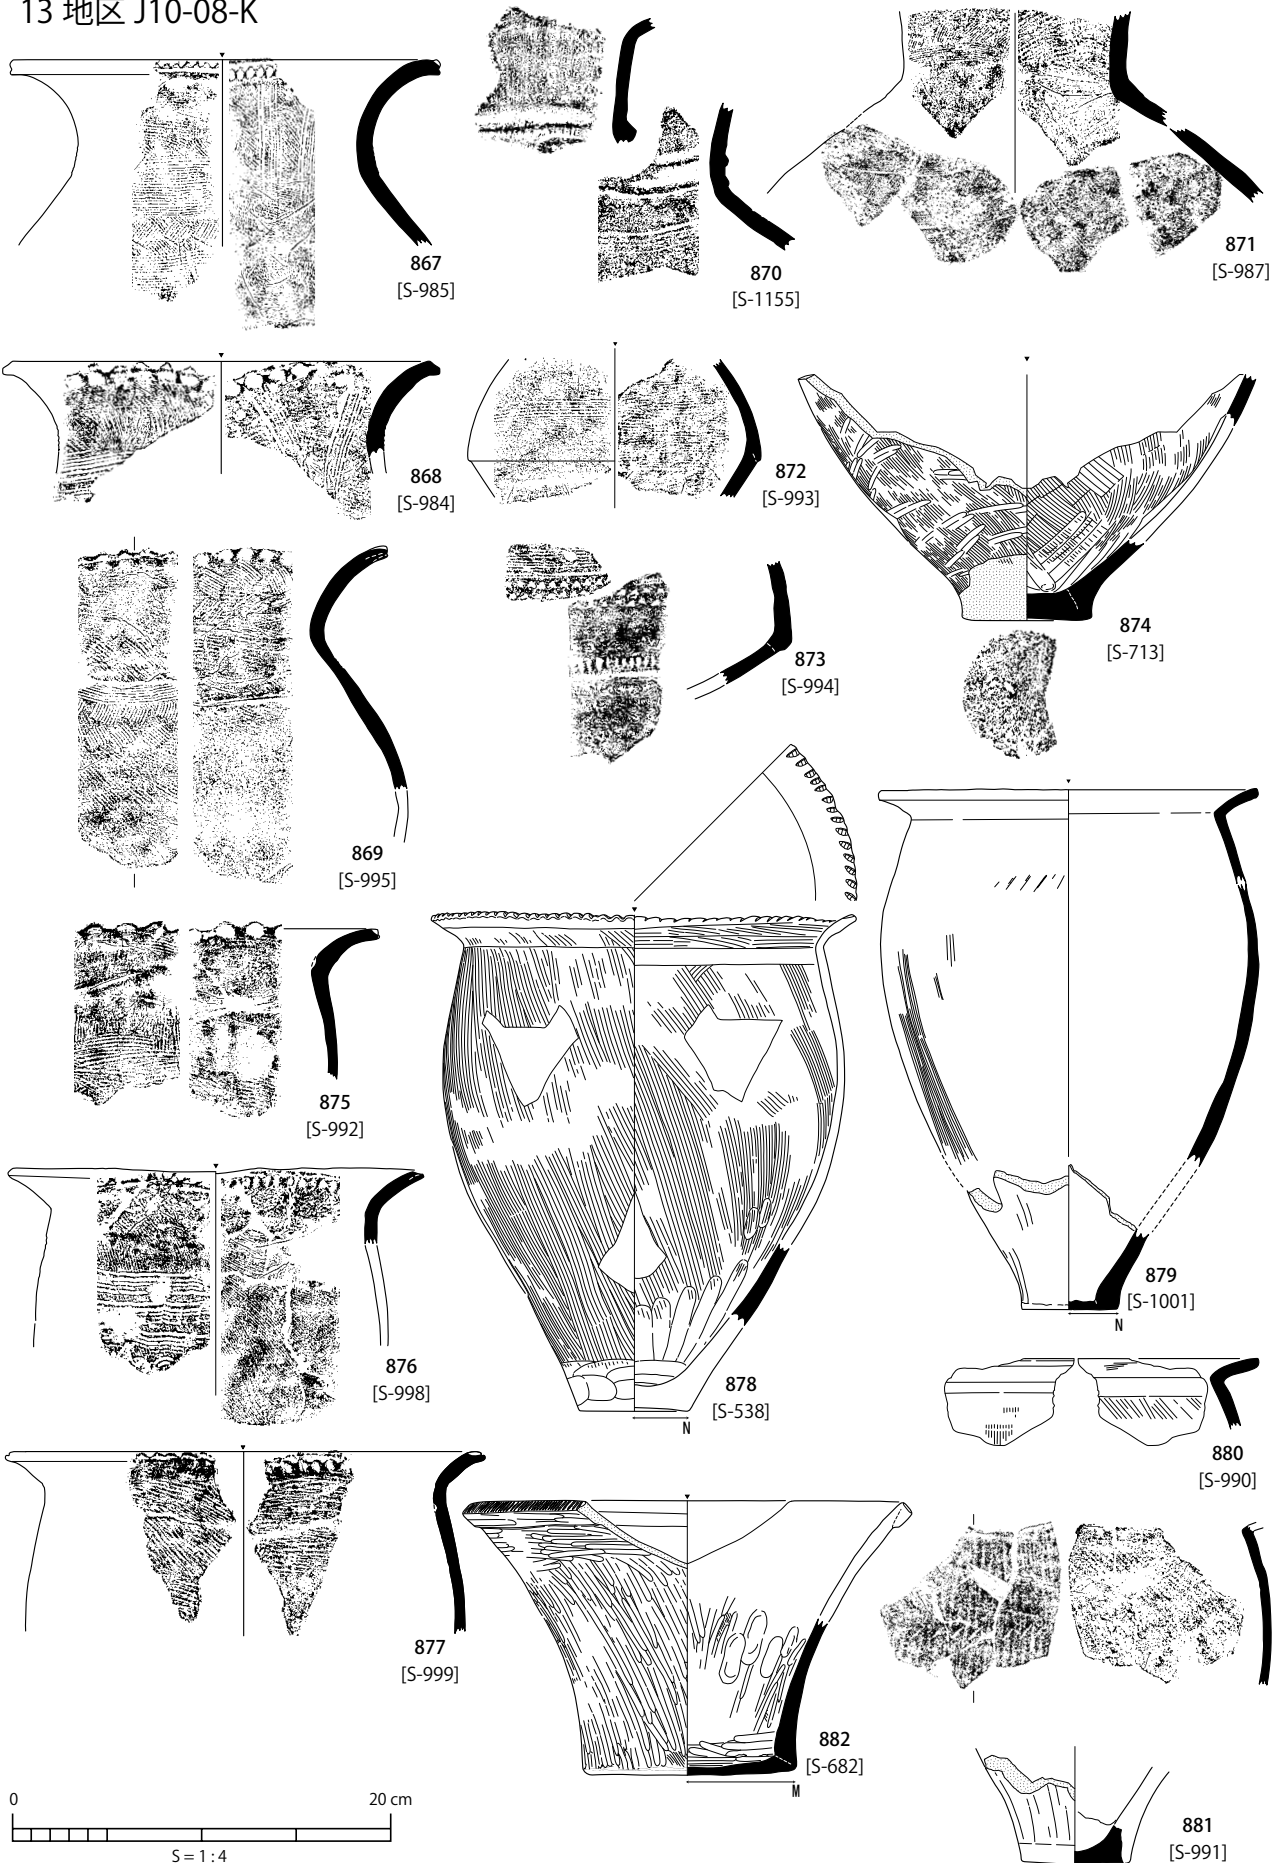 13 地区 J10-08-K
867
[S-985]
870
[S-1155]
871
[S-987]
868
[S-984]
872
[S-993]
873
[S-994]
874
[S-713]
869
[S-995]
875
[S-992]
876
[S-998]
878
[S-538]
N
879
[S-1001]
N
880
[S-990]
877
[S-999]
882
[S-682]
M
881
[S-991]
0 20 cm
S = 1 : 4